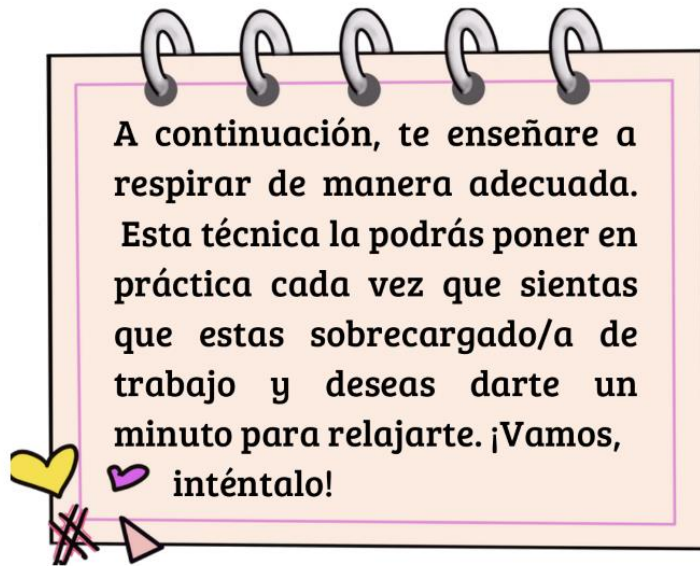 A continuación, te enseñare a
respirar de manera adecuada.
Esta técnica la podrás poner en
práctica cada vez que sientas
que estas sobrecargado/a de
trabajo y deseas darte un
minuto para relajarte. ¡Vamos,
inténtalo!